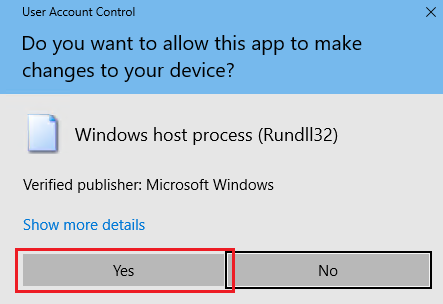 User Account Control
Do you want to allow this app to make
changes to your device?
Windows host process (Rundll32)
Verified publisher: Microsoft Windows
Show more details
Yes
No